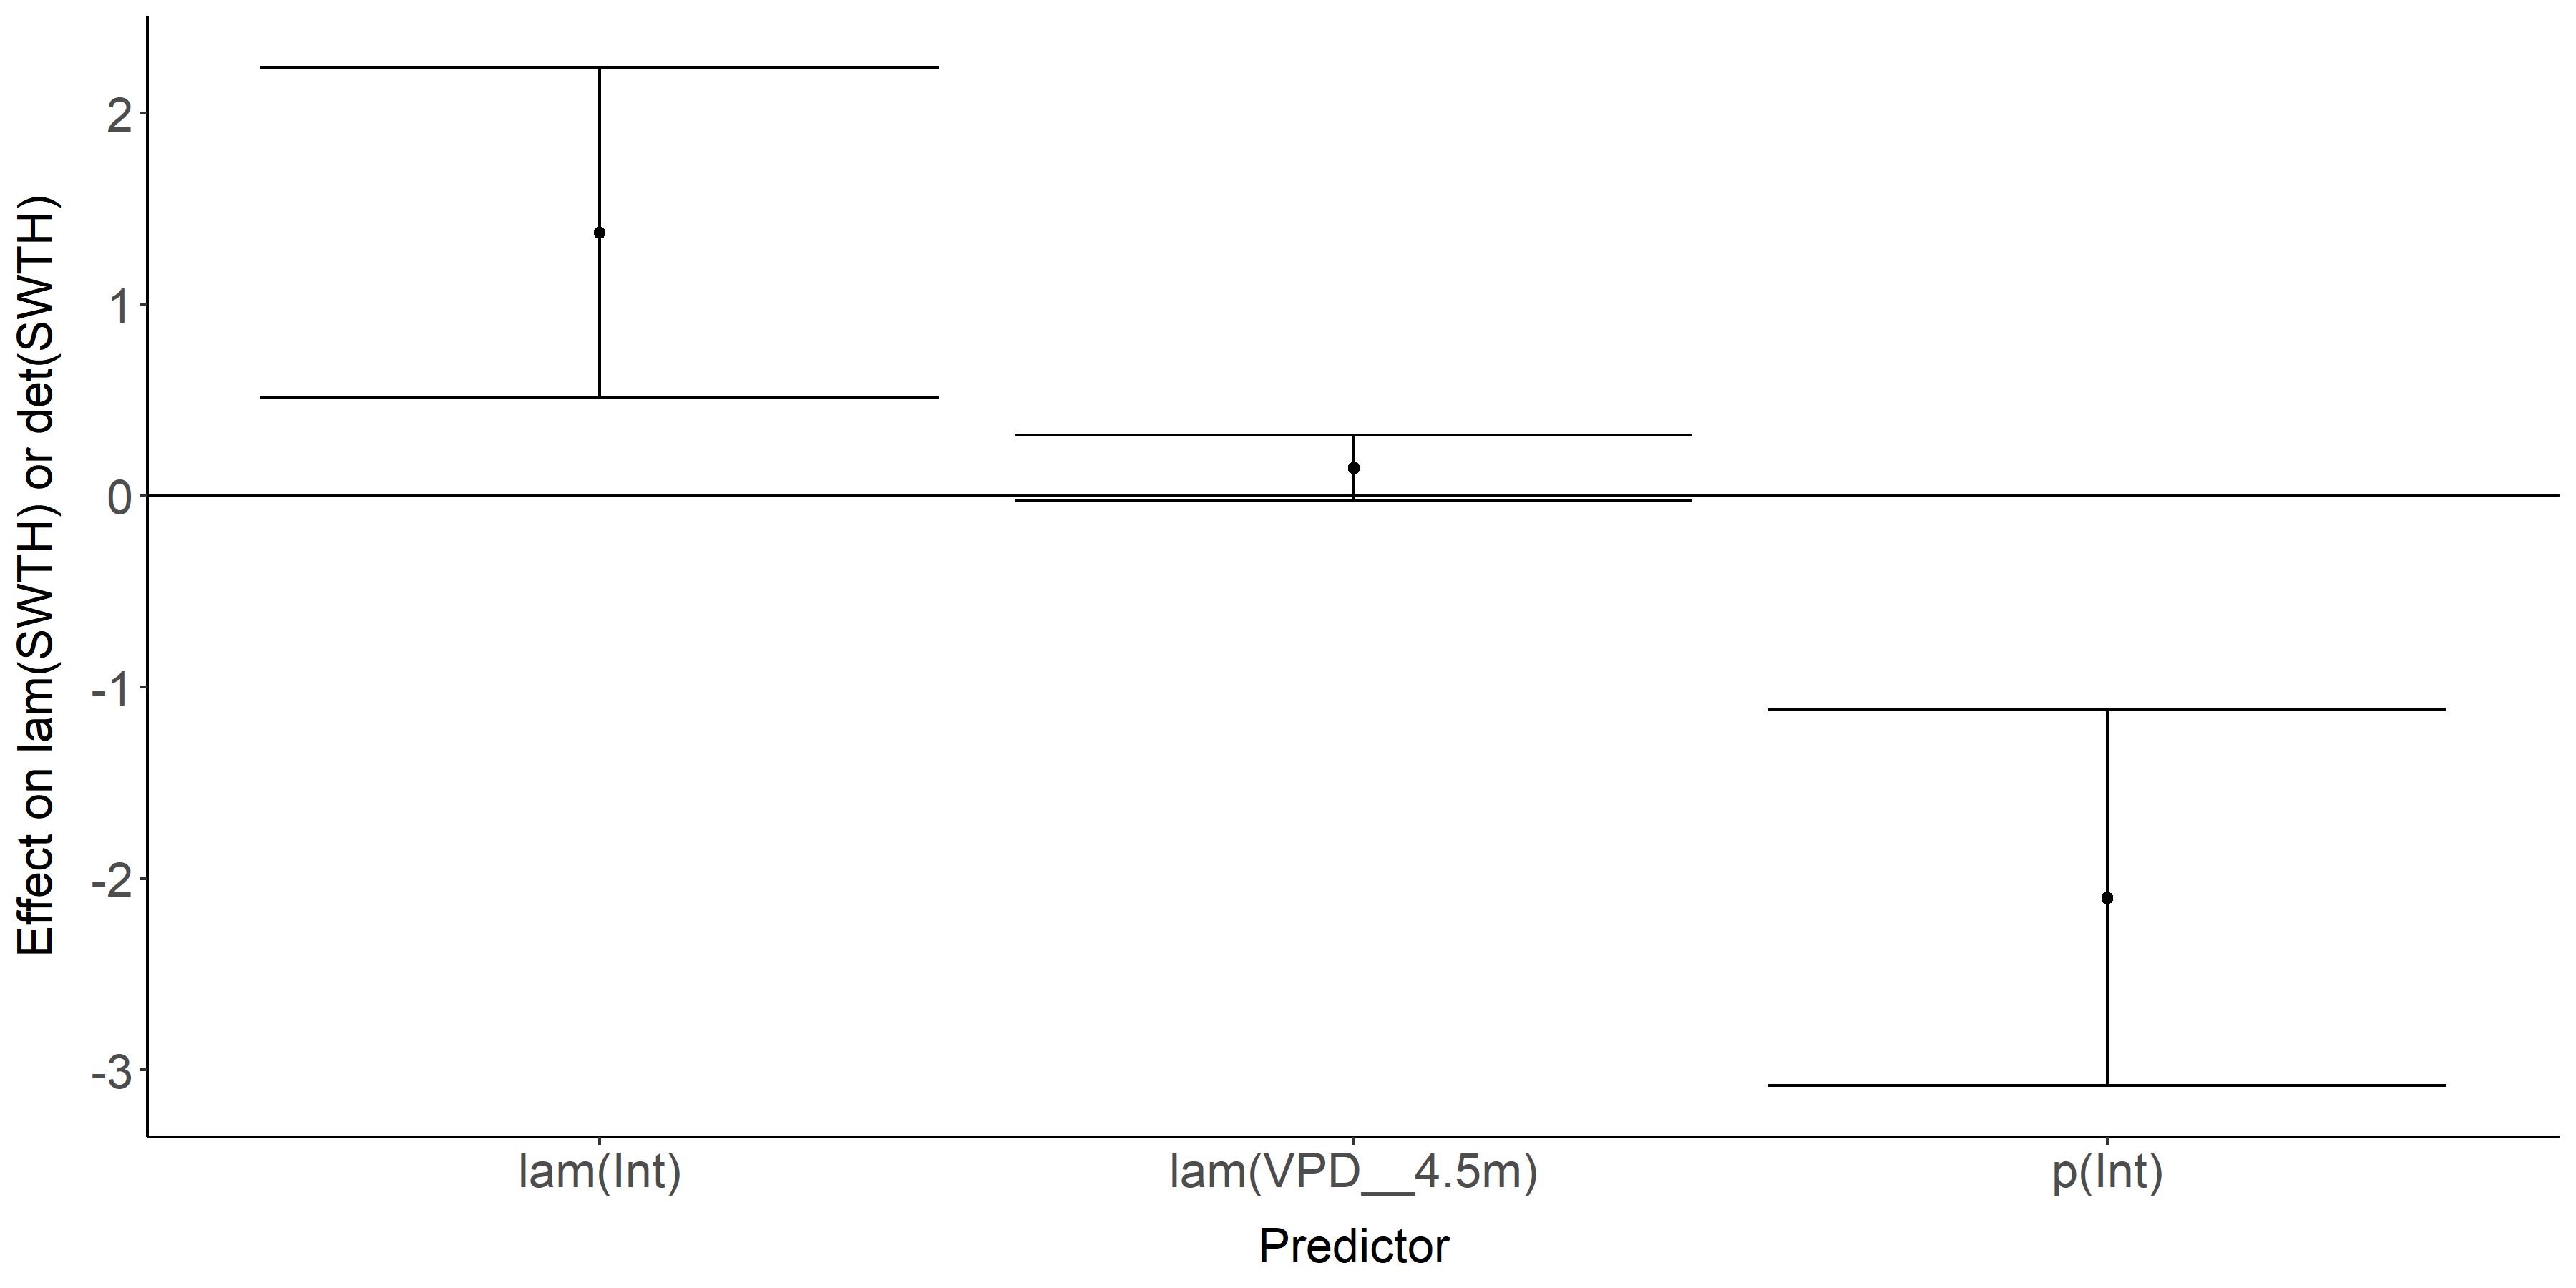 Effect on lam(SWTH) or det(SWTH)
2
1
0
-1
-2
-3
lam(Int)
lam(VPD__4.5m)
p(Int)
Predictor